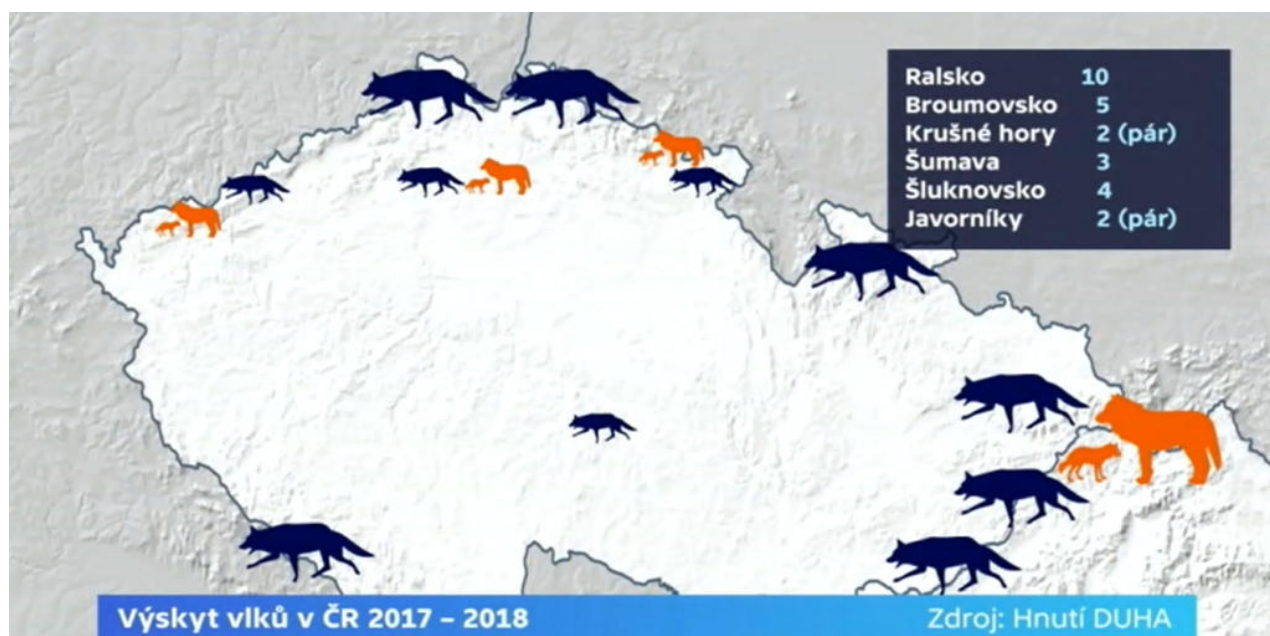 Ralsko 10
Broumovsko 5
Krušné hory 2 (pár)
Šumava 3
Šluknovsko 4
Javorníky 2 (pár)
Výskyt vlků v ČR 2017 – 2018
Zdroj: Hnutí DUHA